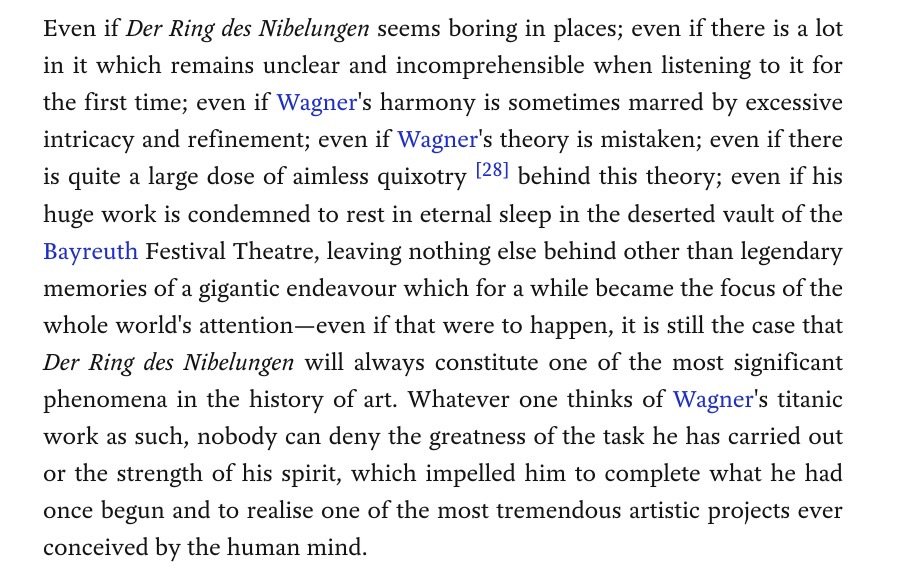 Even if Der Ring des Nibelungen seems boring in places; even if there is a lot
in it which remains unclear and incomprehensible when listening to it for
the first time; even if Wagner's harmony is sometimes marred by excessive
intricacy and refinement; even if Wagner's theory is mistaken; even if there
is quite a large dose of aimless quixotry [28] behind this theory; even if his
huge work is condemned to rest in eternal sleep in the deserted vault of the
Bayreuth Festival Theatre, leaving nothing else behind other than legendary
memories of a gigantic endeavour which for a while became the focus of the
whole world's attention—even if that were to happen, it is still the case that
Der Ring des Nibelungen will always constitute one of the most significant
phenomena in the history of art. Whatever one thinks of Wagner's titanic
work as such, nobody can deny the greatness of the task he has carried out
or the strength of his spirit, which impelled him to complete what he had
once begun and to realise one of the most tremendous artistic projects ever
conceived by the human mind.